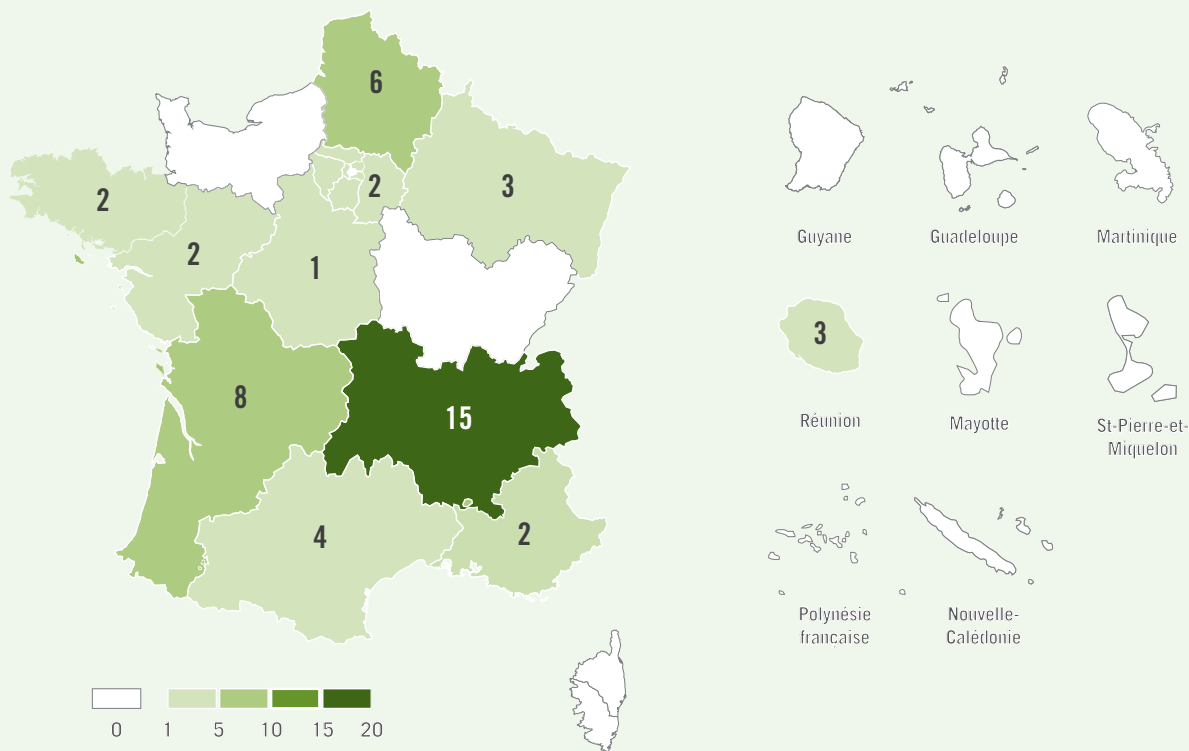 6
2
2
3
2
1
8
15
4
2
Guyane
Guadeloupe
Martinique
3
Réunion
Mayotte
St-Pierre-et-
Miquelon
Polynésie
française
Nouvelle-
Calédonie
0 1 5 10 15 20